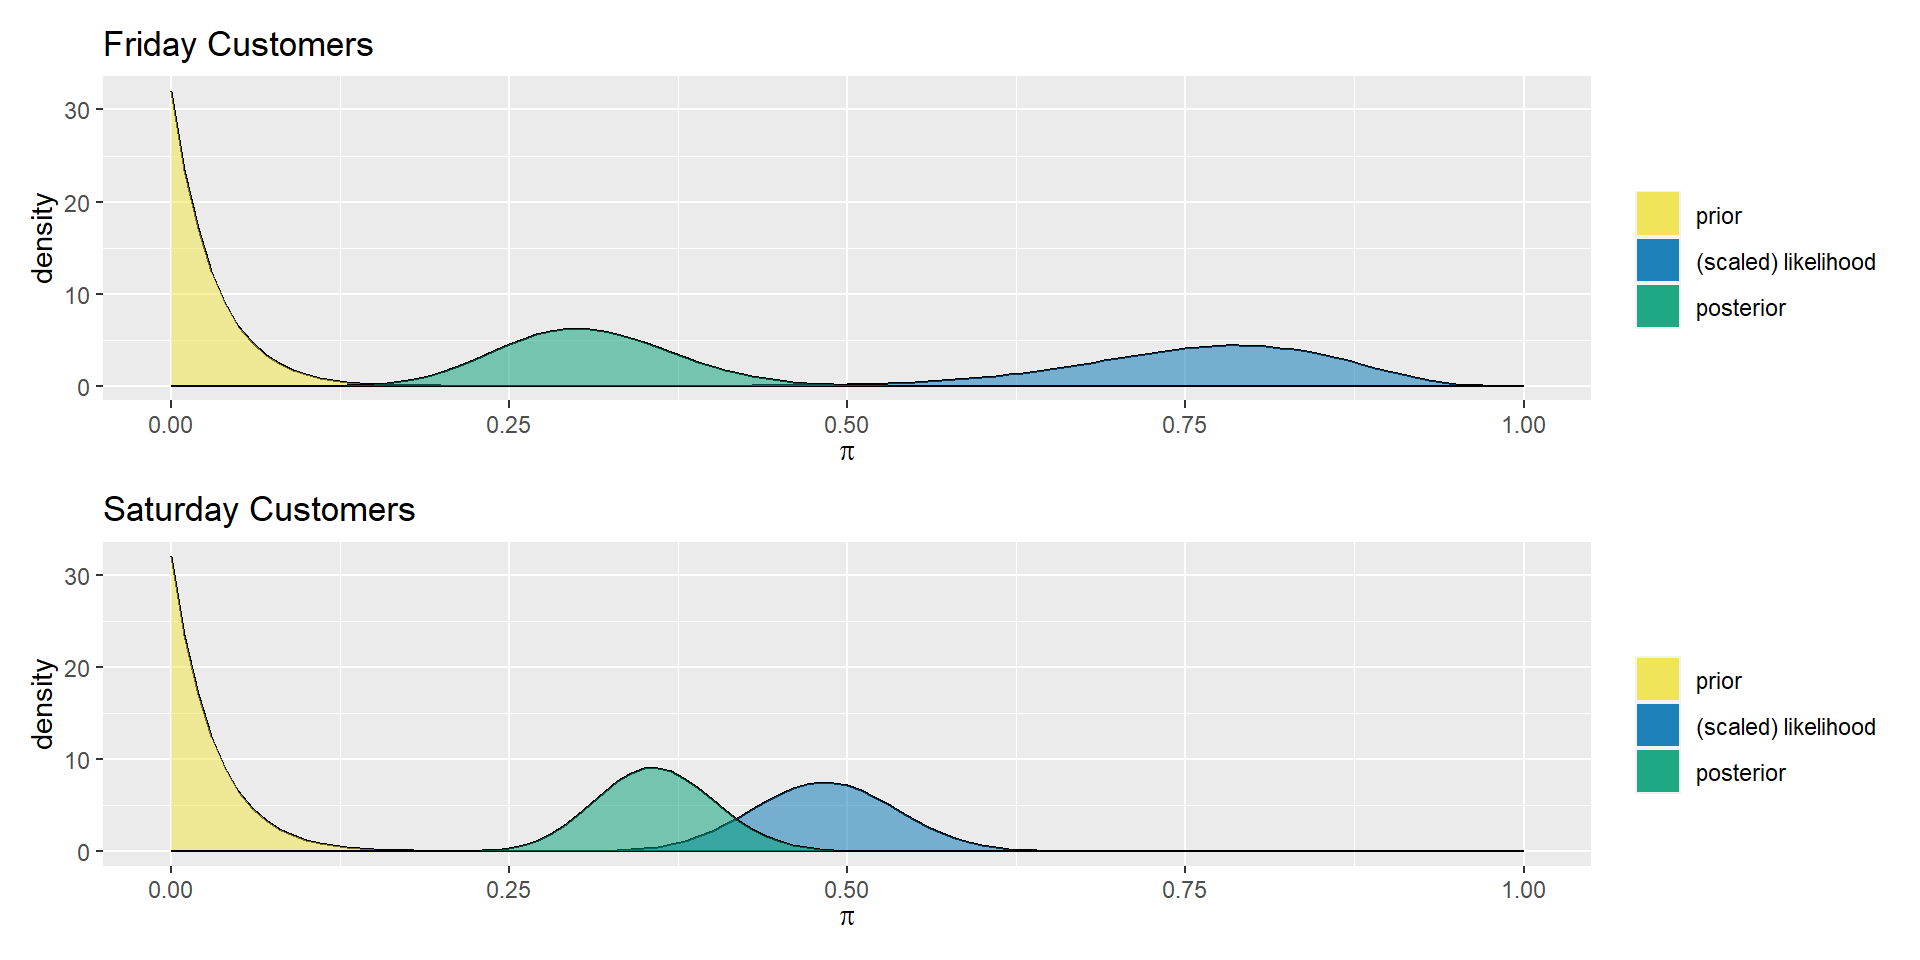 Friday Customers
density
30
20
10
0
0.00 0.25 0.50 0.75 1.00
π
prior
(scaled) likelihood
posterior
Saturday Customers
density
30
20
10
0
0.00 0.25 0.50 0.75 1.00
π
prior
(scaled) likelihood
posterior